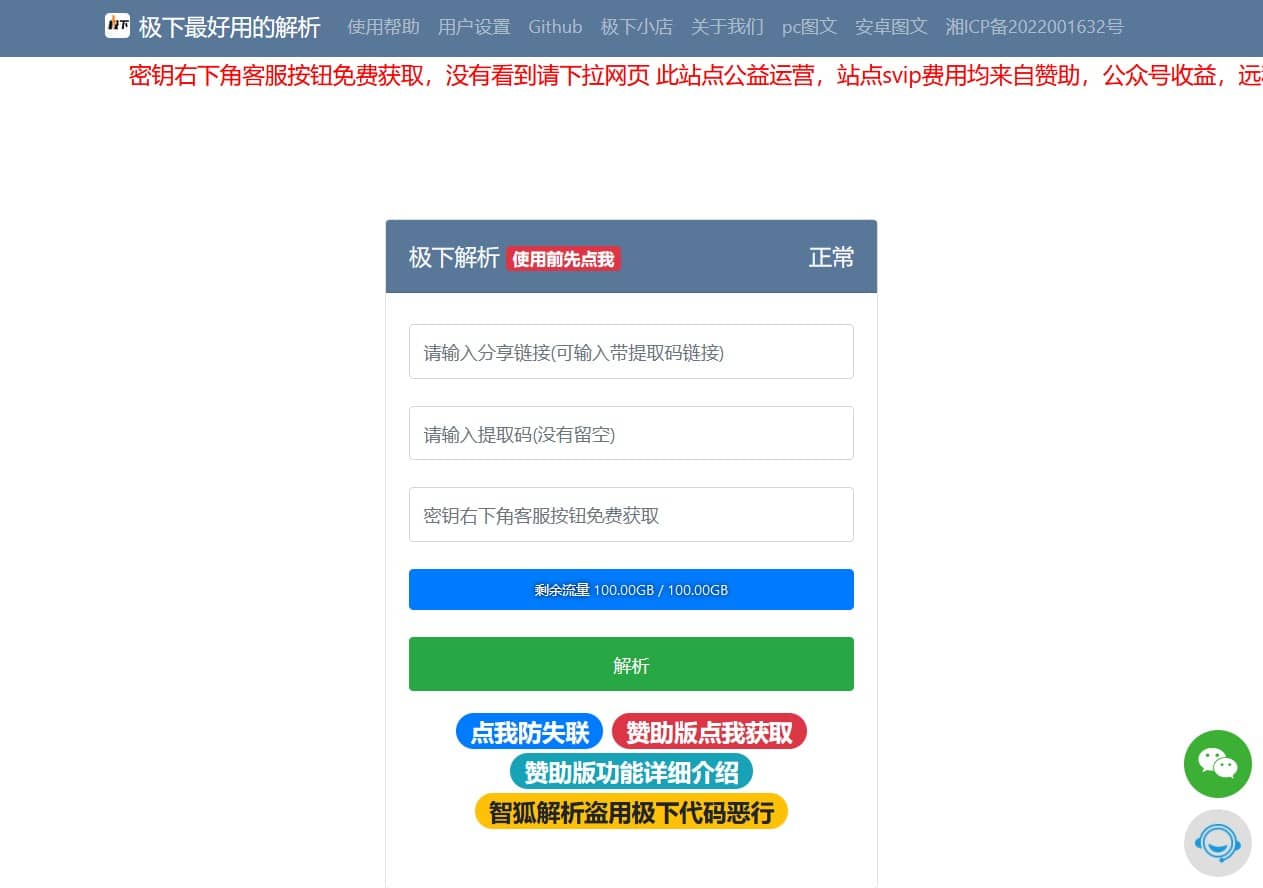 极下最好用的解析 使用帮助 用户设置 Github 极下小店 关于我们 pc图文 安卓图文 湘ICP备2022001632号
密钥右下角客服按钮免费获取，没有看到请下拉网页 此站点公益运营，站点svip费用均来自赞助，公众号收益，远
极下解析 使用前先点我 正常
请输入分享链接(可输入带提取码链接)
请输入提取码(没有留空)
密钥右下角客服按钮免费获取
剩余流量 100.00GB / 100.00GB
解析
点我防失联 赞助版点我获取
赞助版功能详细介绍
智狐解析盗用极下代码恶行